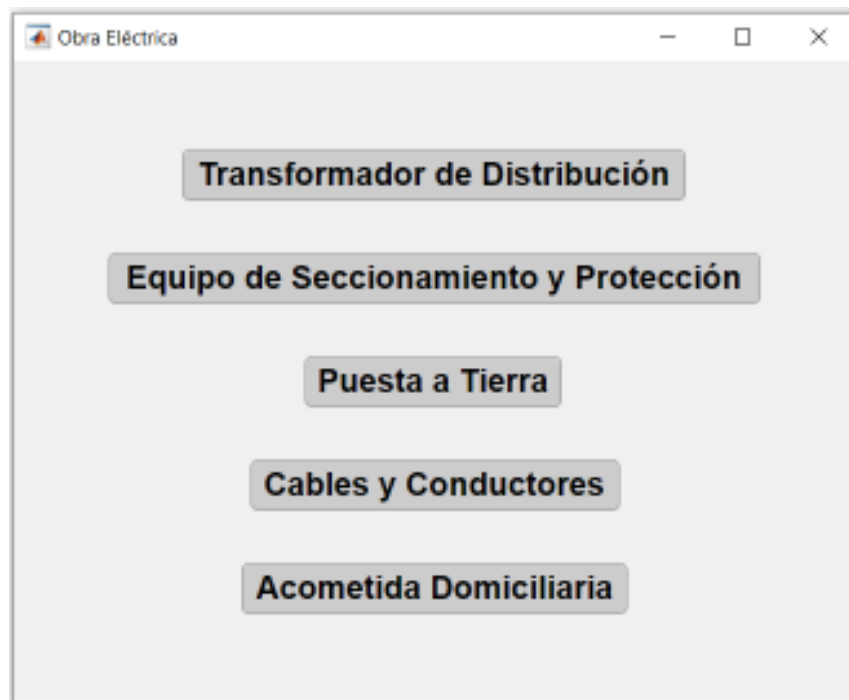 Obra Eléctrica
Transformador de Distribución
Equipo de Seccionamiento y Protección
Puesta a Tierra
Cables y Conductores
Acometida Domiciliaria